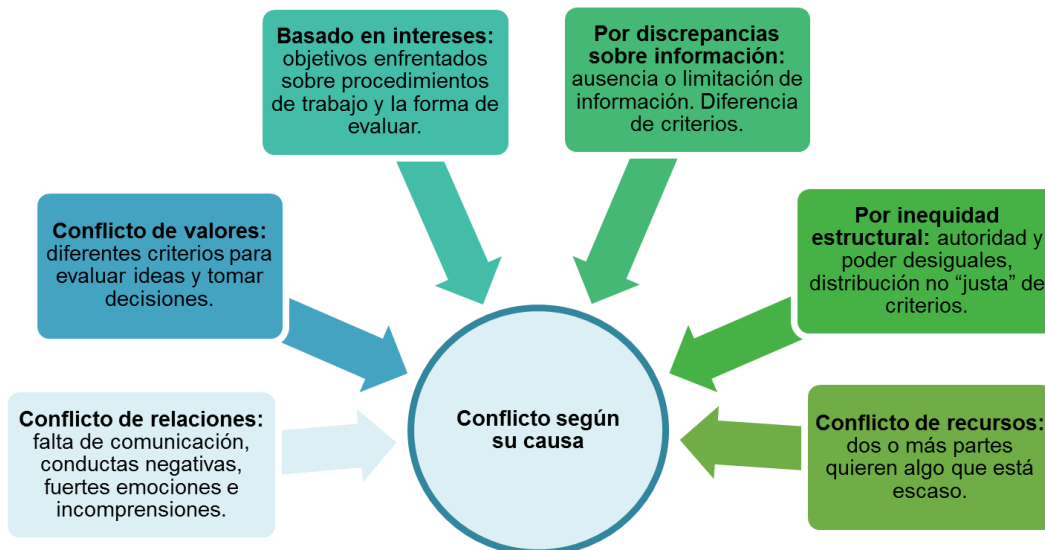 Basado en intereses:
objetivos enfrentados
sobre procedimientos
de trabajo y la forma de
evaluar.
Por discrepancias
sobre información:
ausencia o limitación de
información. Diferencia
de criterios.
Conflicto de valores:
diferentes criterios para
evaluar ideas y tomar
decisiones.
Por inequidad
estructural: autoridad y
poder desiguales,
distribución no “justa” de
criterios.
Conflicto de relaciones:
falta de comunicación,
conductas negativas,
fuertes emociones e
incomprensiones.
Conflicto según
su causa
Conflicto de recursos:
dos o más partes
quieren algo que está
escaso.